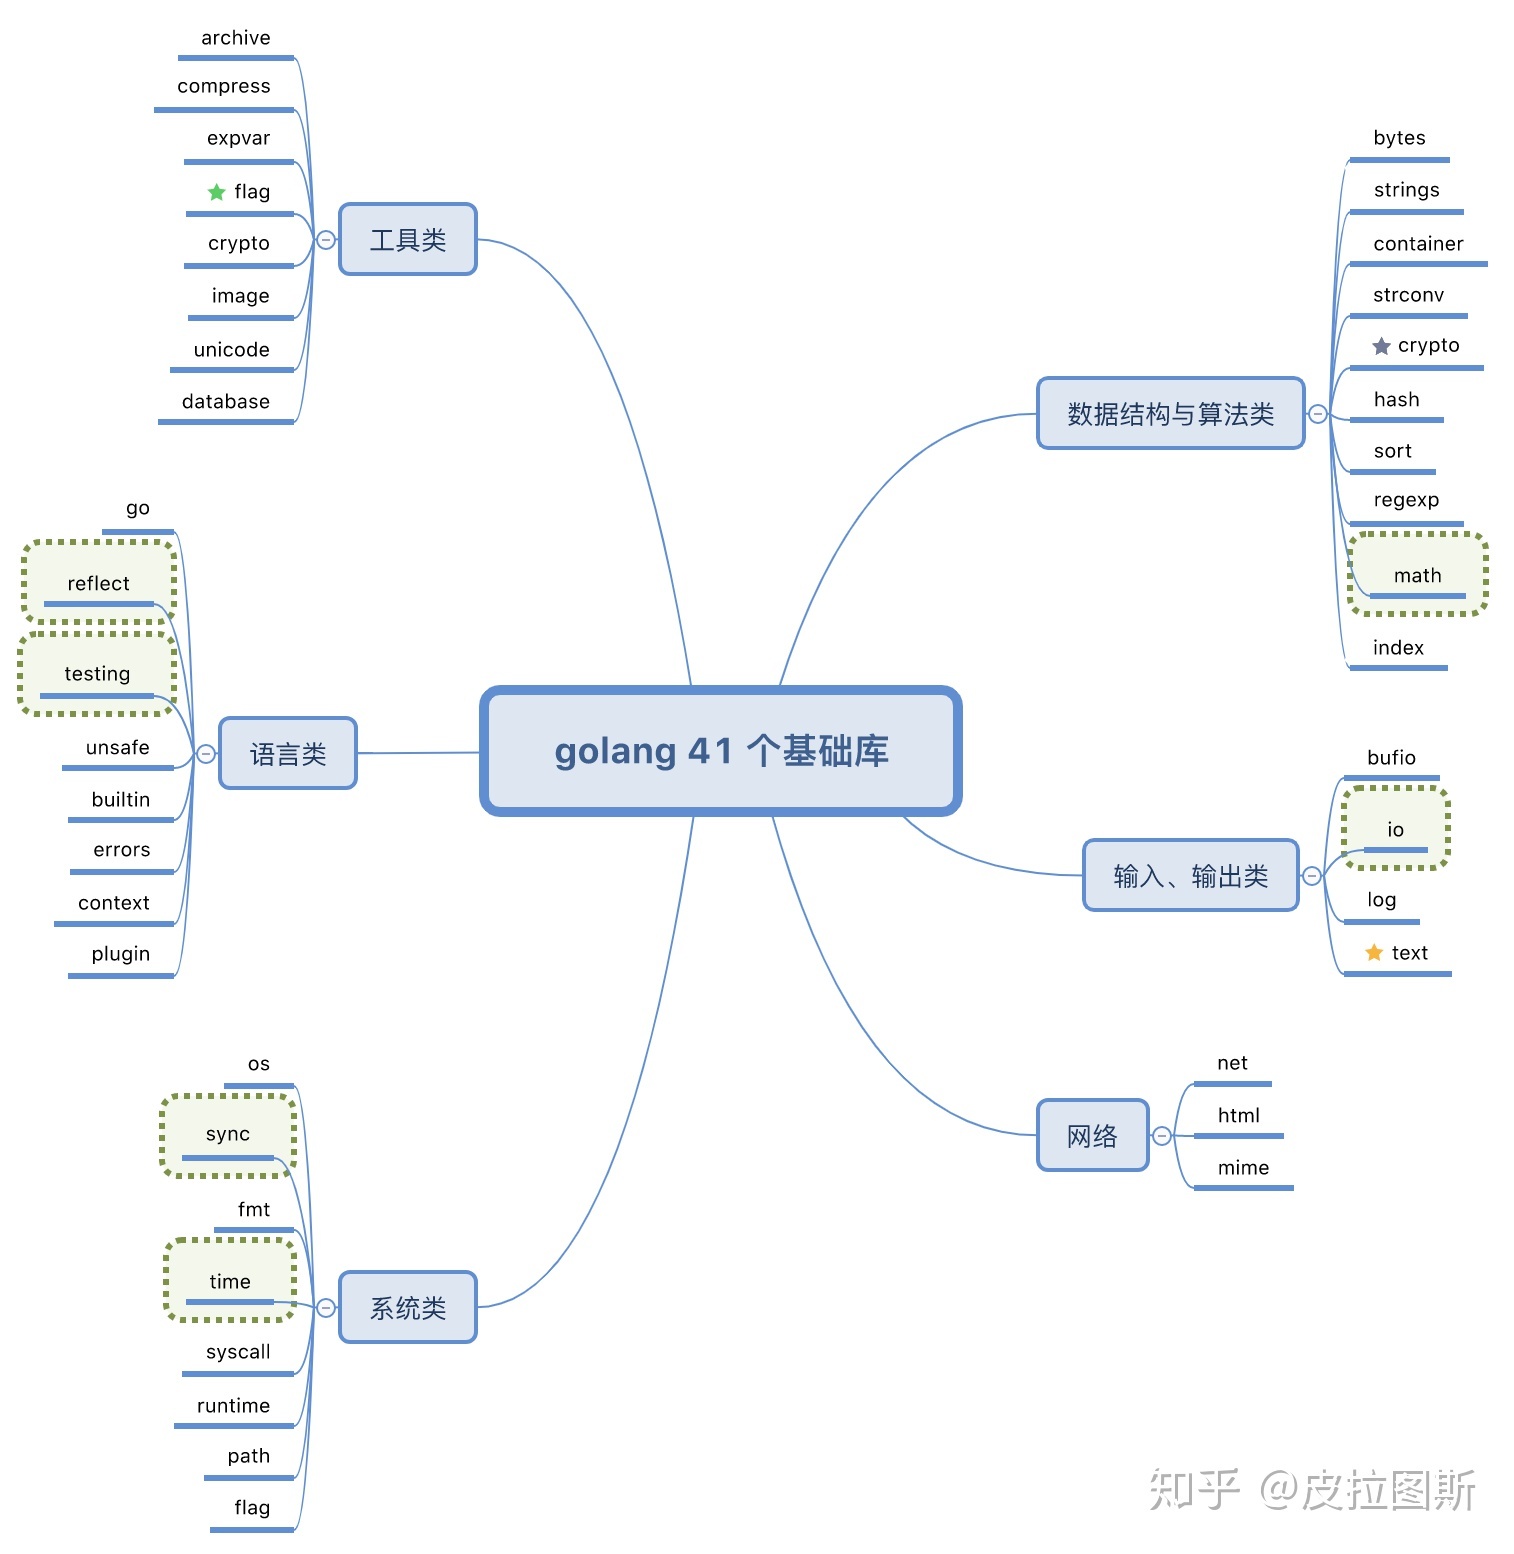 golang 41 个基础库
工具类
archive
compress
expvar
flag
crypto
image
unicode
database
语言类
go
reflect
testing
unsafe
builtin
errors
context
plugin
系统类
os
sync
fmt
time
syscall
runtime
path
flag
数据结构与算法类
bytes
strings
container
strconv
crypto
hash
sort
regexp
math
index
输入、输出类
bufio
io
log
text
网络
net
html
mime
知乎 @皮拉图斯